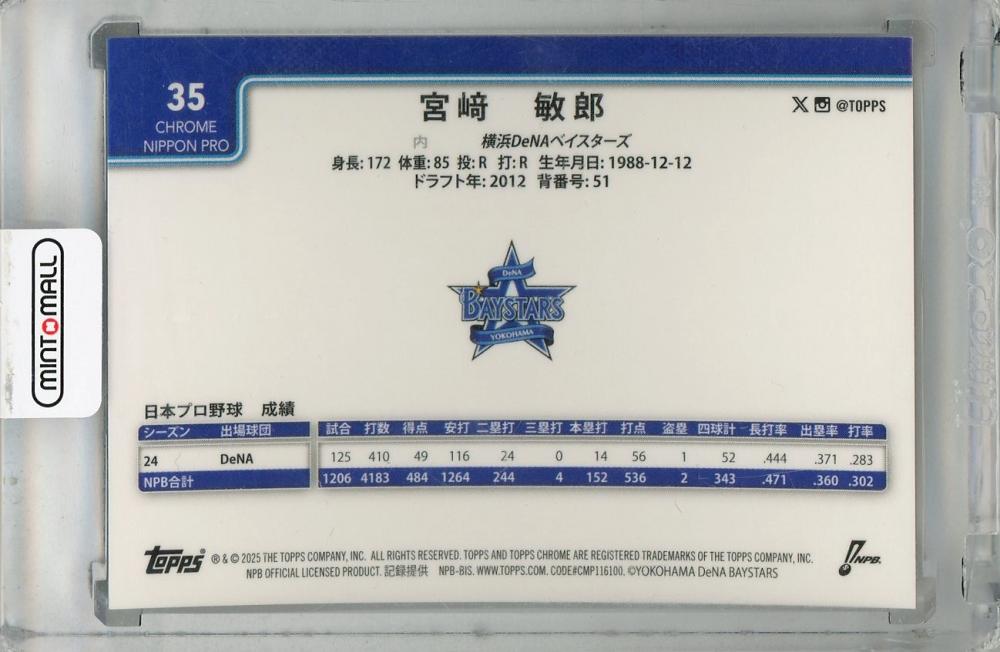 35
CHROME
NIPPON PRO
宮﨑 敏郎
@TOPPS
内 横浜DeNAベイスターズ
身長: 172 体重: 85 投: R 打: R 生年月日: 1988-12-12
ドラフト年: 2012 背番号: 51
DeNA
BAYSTARS
YOKOHAMA
MINTOMALL
日本プロ野球 成績
シーズン 出場球団 試合 打数 得点 安打 二塁打 三塁打 本塁打 打点 盗塁 四球計 長打率 出塁率 打率
24 DeNA 125 410 49 116 24 0 14 56 1 52 .444 .371 .283
NPB合計 1206 4183 484 1264 244 4 152 536 2 343 .471 .360 .302
Topps ® & © 2025 THE TOPPS COMPANY, INC. ALL RIGHTS RESERVED. TOPPS AND TOPPS CHROME ARE REGISTERED TRADEMARKS OF THE TOPPS COMPANY, INC.
NPB OFFICIAL LICENSED PRODUCT. 記録提供 NPB-BIS. WWW.TOPPS.COM. CODE#CMP116100. ©YOKOHAMA DeNA BAYSTARS
NPB.